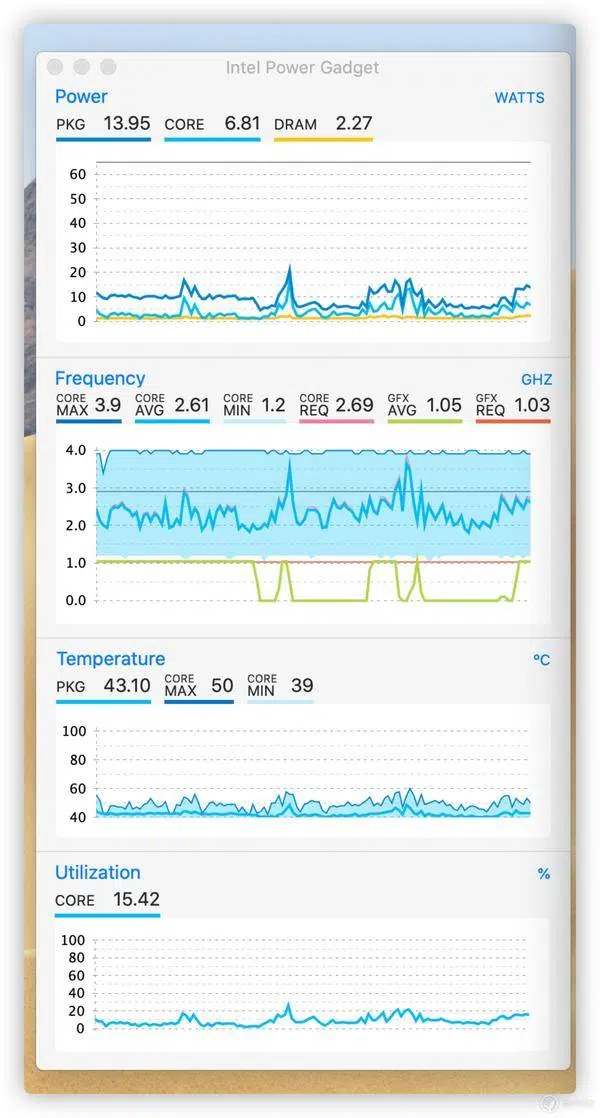 Intel Power Gadget
Power WATTS
PKG 13.95 CORE 6.81 DRAM 2.27
60
50
40
30
20
10
0
Frequency GHZ
CORE MAX 3.9 CORE AVG 2.61 CORE MIN 1.2 CORE REQ 2.69 GFX AVG 1.05 GFX REQ 1.03
4.0
3.0
2.0
1.0
0.0
Temperature ºC
PKG 43.10 CORE MAX 50 CORE MIN 39
100
80
60
40
Utilization %
CORE 15.42
100
80
60
40
20
0